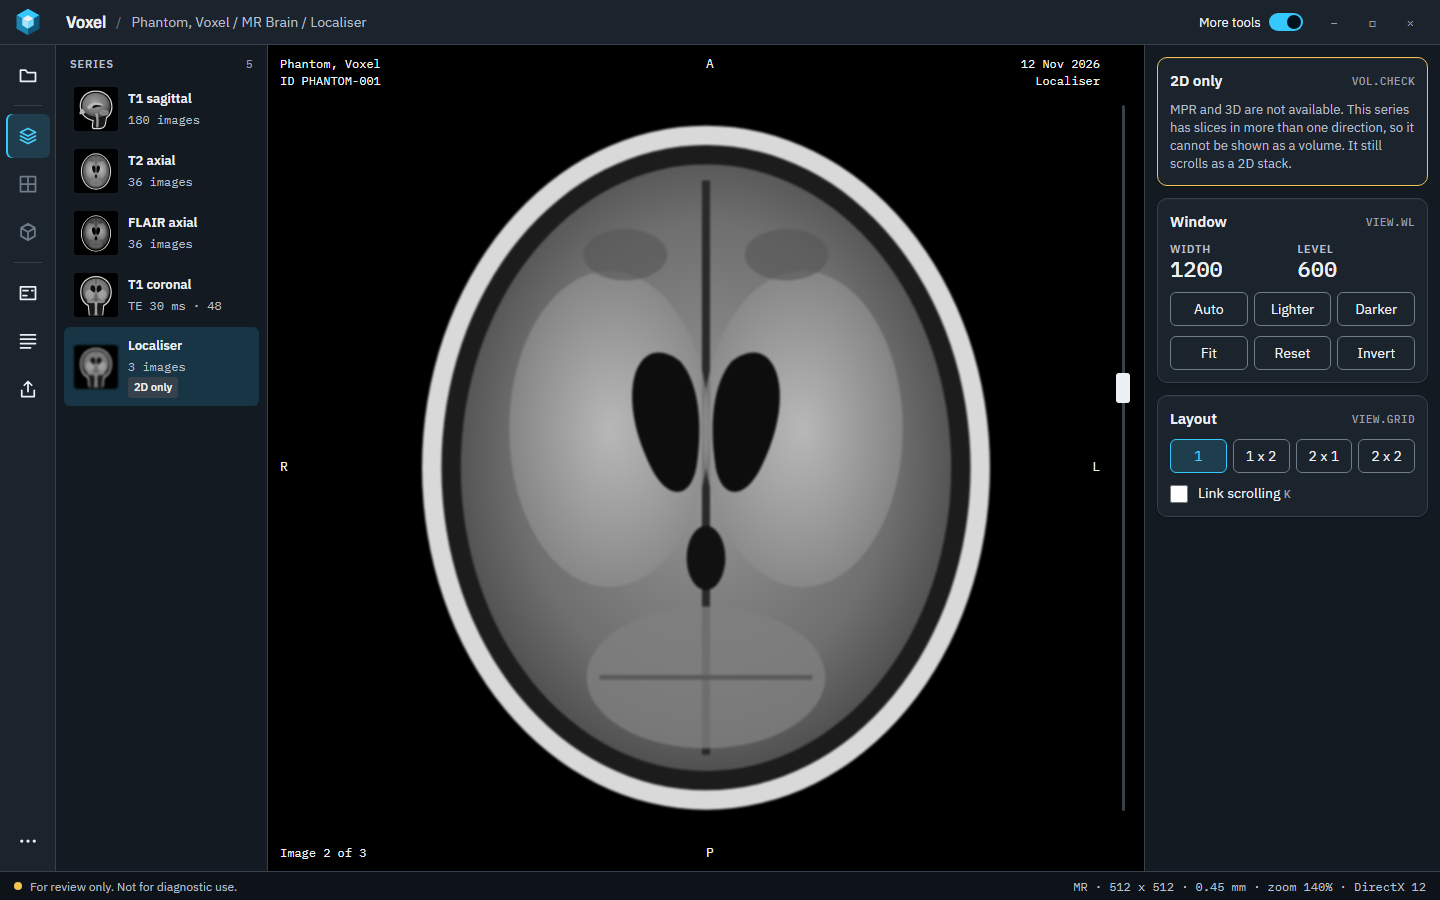 Voxel / Phantom, Voxel / MR Brain / Localiser
More tools
SERIES 5
T1 sagittal
180 images
T2 axial
36 images
FLAIR axial
36 images
T1 coronal
TE 30 ms · 48
Localiser
3 images
2D only
Phantom, Voxel
ID PHANTOM-001
A
12 Nov 2026
Localiser
R
L
Image 2 of 3
P
2D only VOL.CHECK
MPR and 3D are not available. This series
has slices in more than one direction, so it
cannot be shown as a volume. It still
scrolls as a 2D stack.
Window VIEW.WL
WIDTH LEVEL
1200 600
Auto Lighter Darker
Fit Reset Invert
Layout VIEW.GRID
1 1 x 2 2 x 1 2 x 2
Link scrolling K
For review only. Not for diagnostic use.
MR · 512 x 512 · 0.45 mm · zoom 140% · DirectX 12